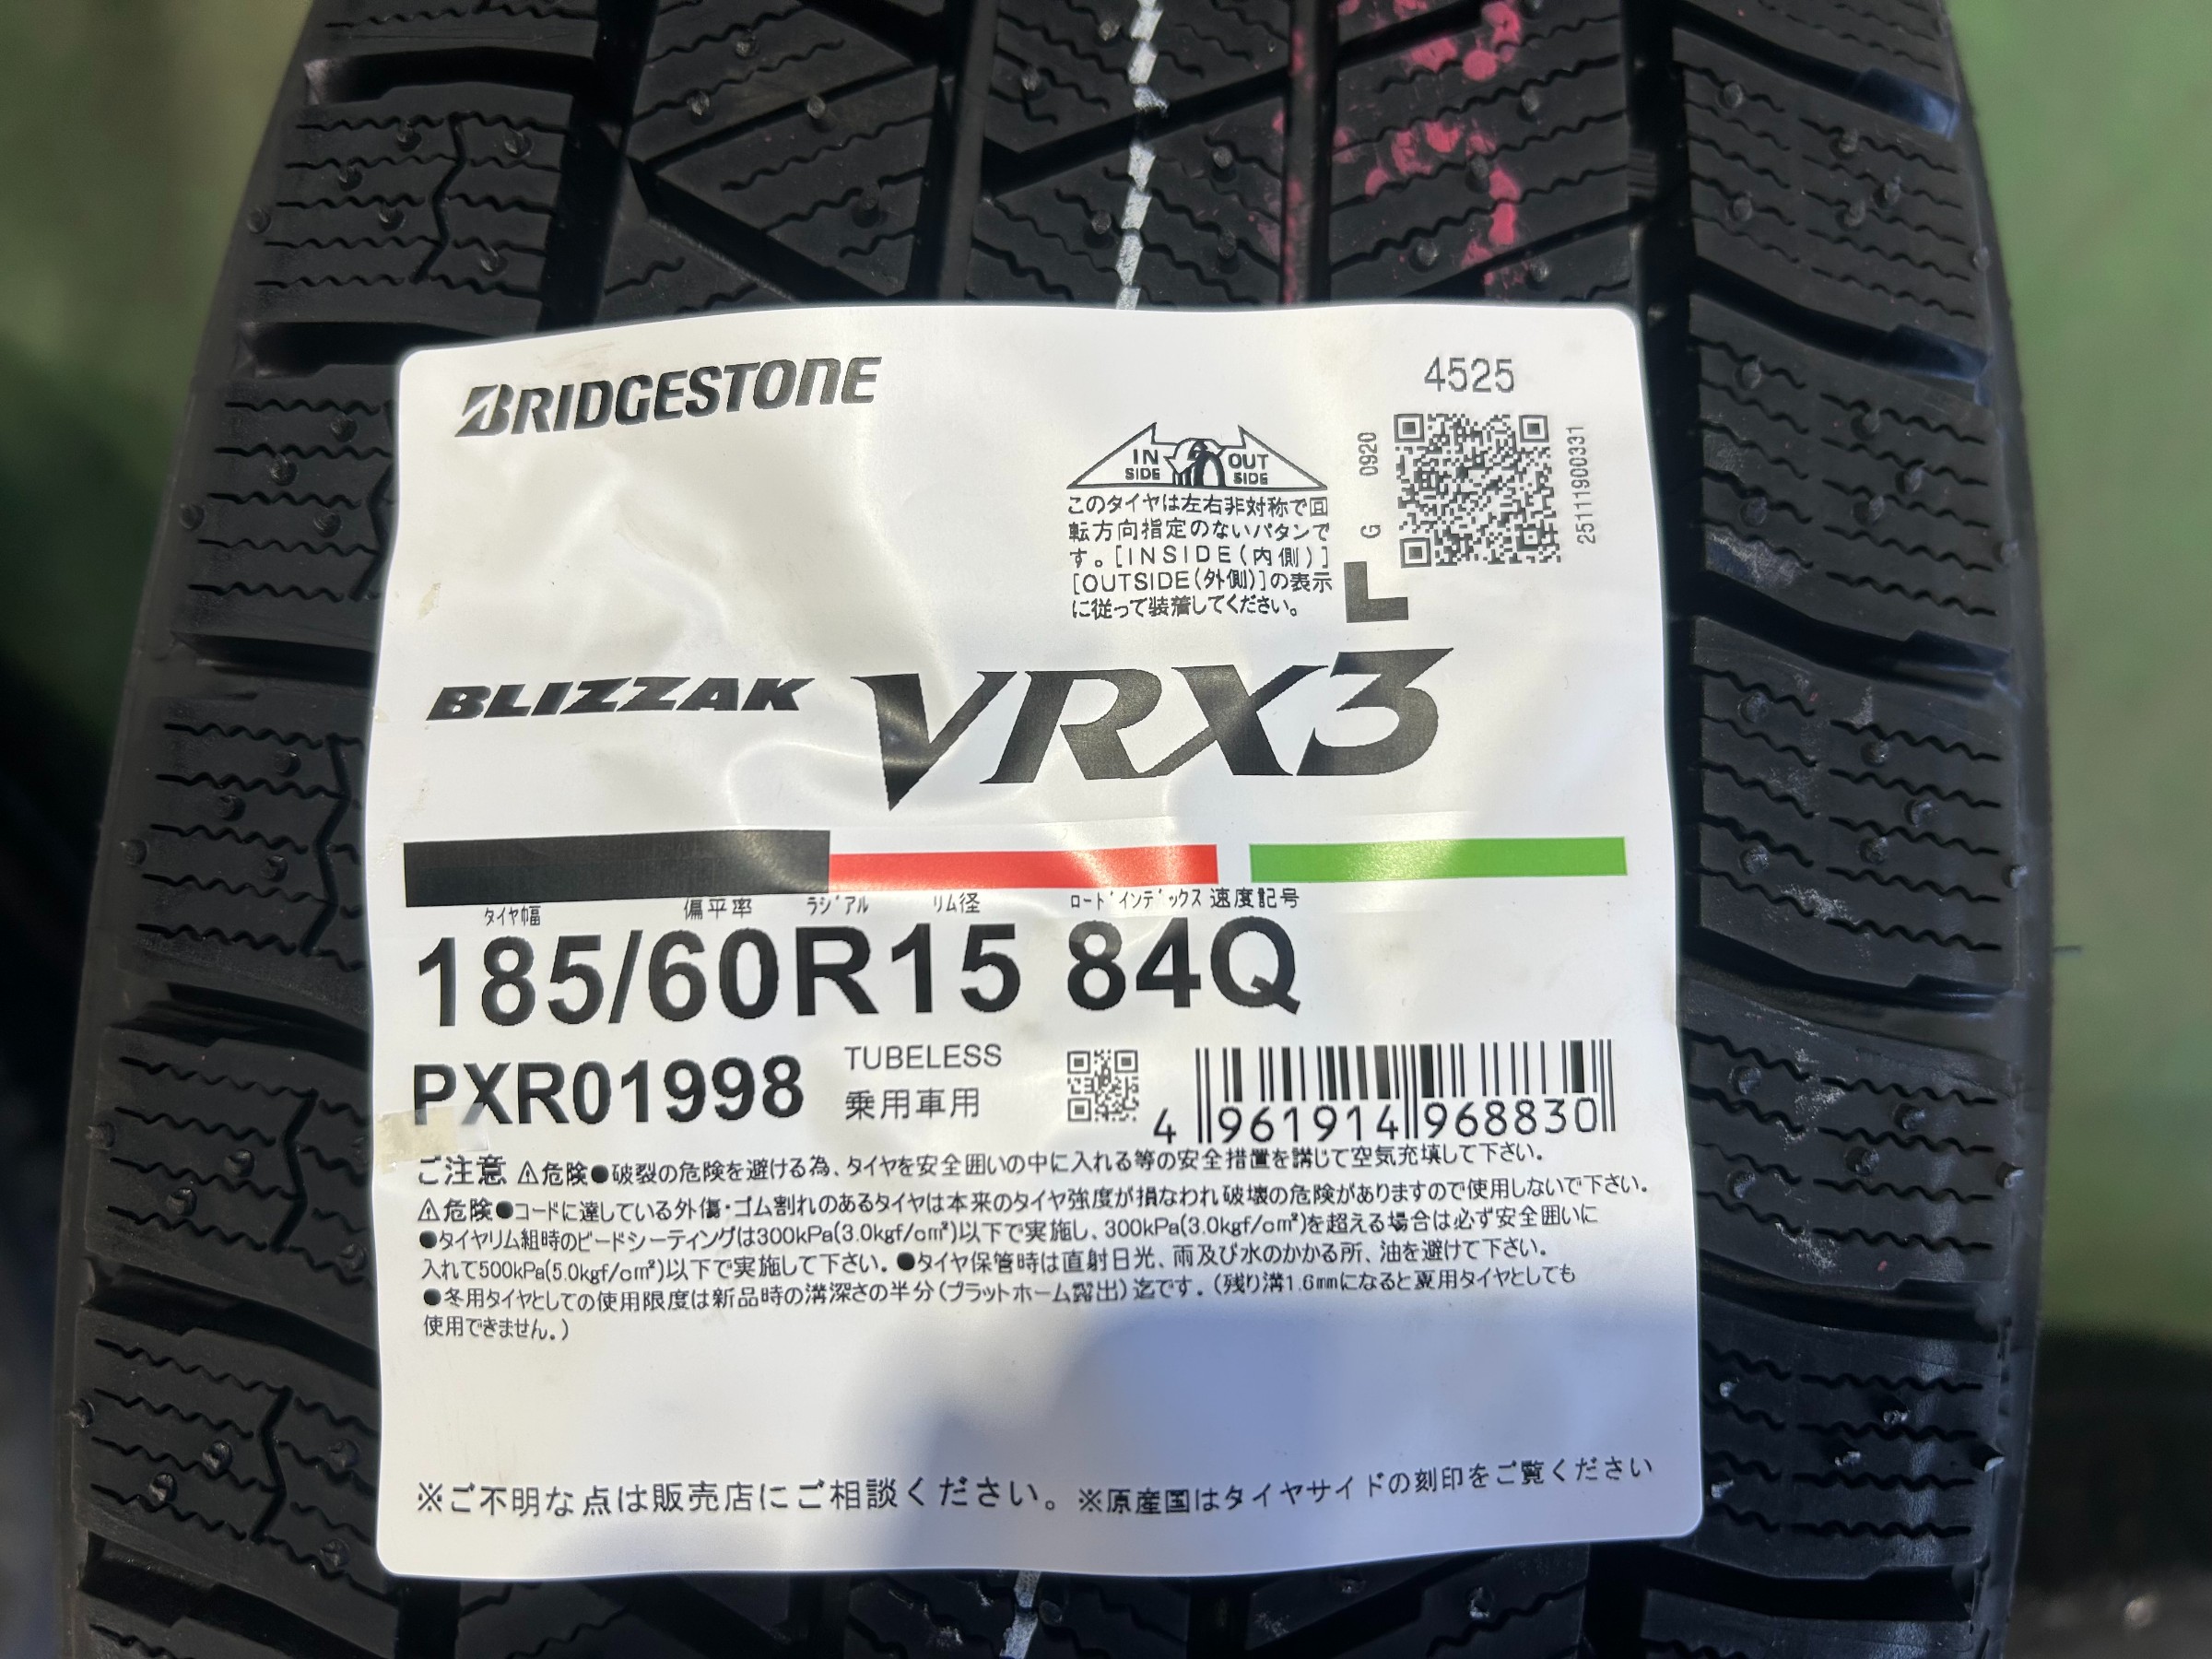 BRIDGESTONE
4525
IN SIDE OUT SIDE
G 0920
2511190031
このタイヤは左右非対称で回
転方向指定のないパタンで
す。[INSIDE(内側)]
[OUTSIDE(外側)]の表示
に従って装着してください。
L
BLIZZAK VRX3
タイヤ幅 偏平率 ラジアル リム径 ロードインデックス 速度記号
185/60R15 84Q
PXR01998
TUBELESS
乗用車用
4 961914 968830
ご注意 ⚠危険●破裂の危険を避ける為、タイヤを安全囲いの中に入れる等の安全措置を講じて空気充填して下さい。
⚠危険●コードに達している外傷・ゴム割れのあるタイヤは本来のタイヤ強度が損なわれ破壊の危険がありますので使用しないで下さい。
●タイヤリム組時のビードシーティングは300kPa(3.0kgf/cm²)以下で実施し、300kPa(3.0kgf/cm²)を超える場合は必ず安全囲いに
入れて500kPa(5.0kgf/cm²)以下で実施して下さい。●タイヤ保管時は直射日光、雨及び水のかかる所、油を避けて下さい。
●冬用タイヤとしての使用限度は新品時の溝深さの半分(プラットホーム露出)迄です。(残り溝1.6mmになると夏用タイヤとしても
使用できません。)
※ご不明な点は販売店にご相談ください。※原産国はタイヤサイドの刻印をご覧ください